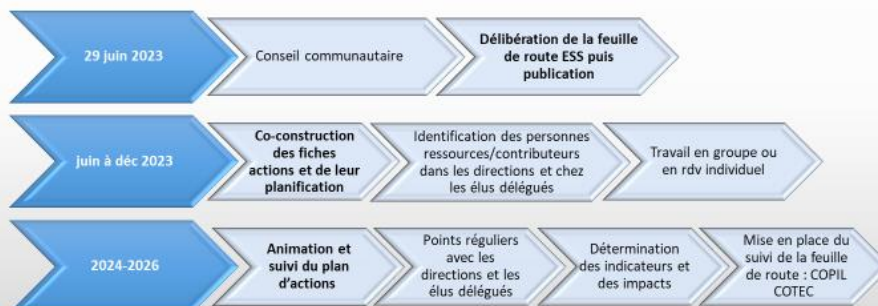 29 juin 2023
Conseil communautaire
Délibération de la feuille
de route ESS puis
publication
juin à déc 2023
Co-construction
des fiches
actions et de leur
planification
Identification des personnes
ressources/contributeurs
dans les directions et chez
les élus délégués
Travail en groupe ou
en rdv individuel
2024-2026
Animation et
suivi du plan
d'actions
Points réguliers
avec les
directions et les
élus délégués
Détermination
des indicateurs et
des impacts
Mise en place du
suivi de la feuille
de route : COPIL
COTEC